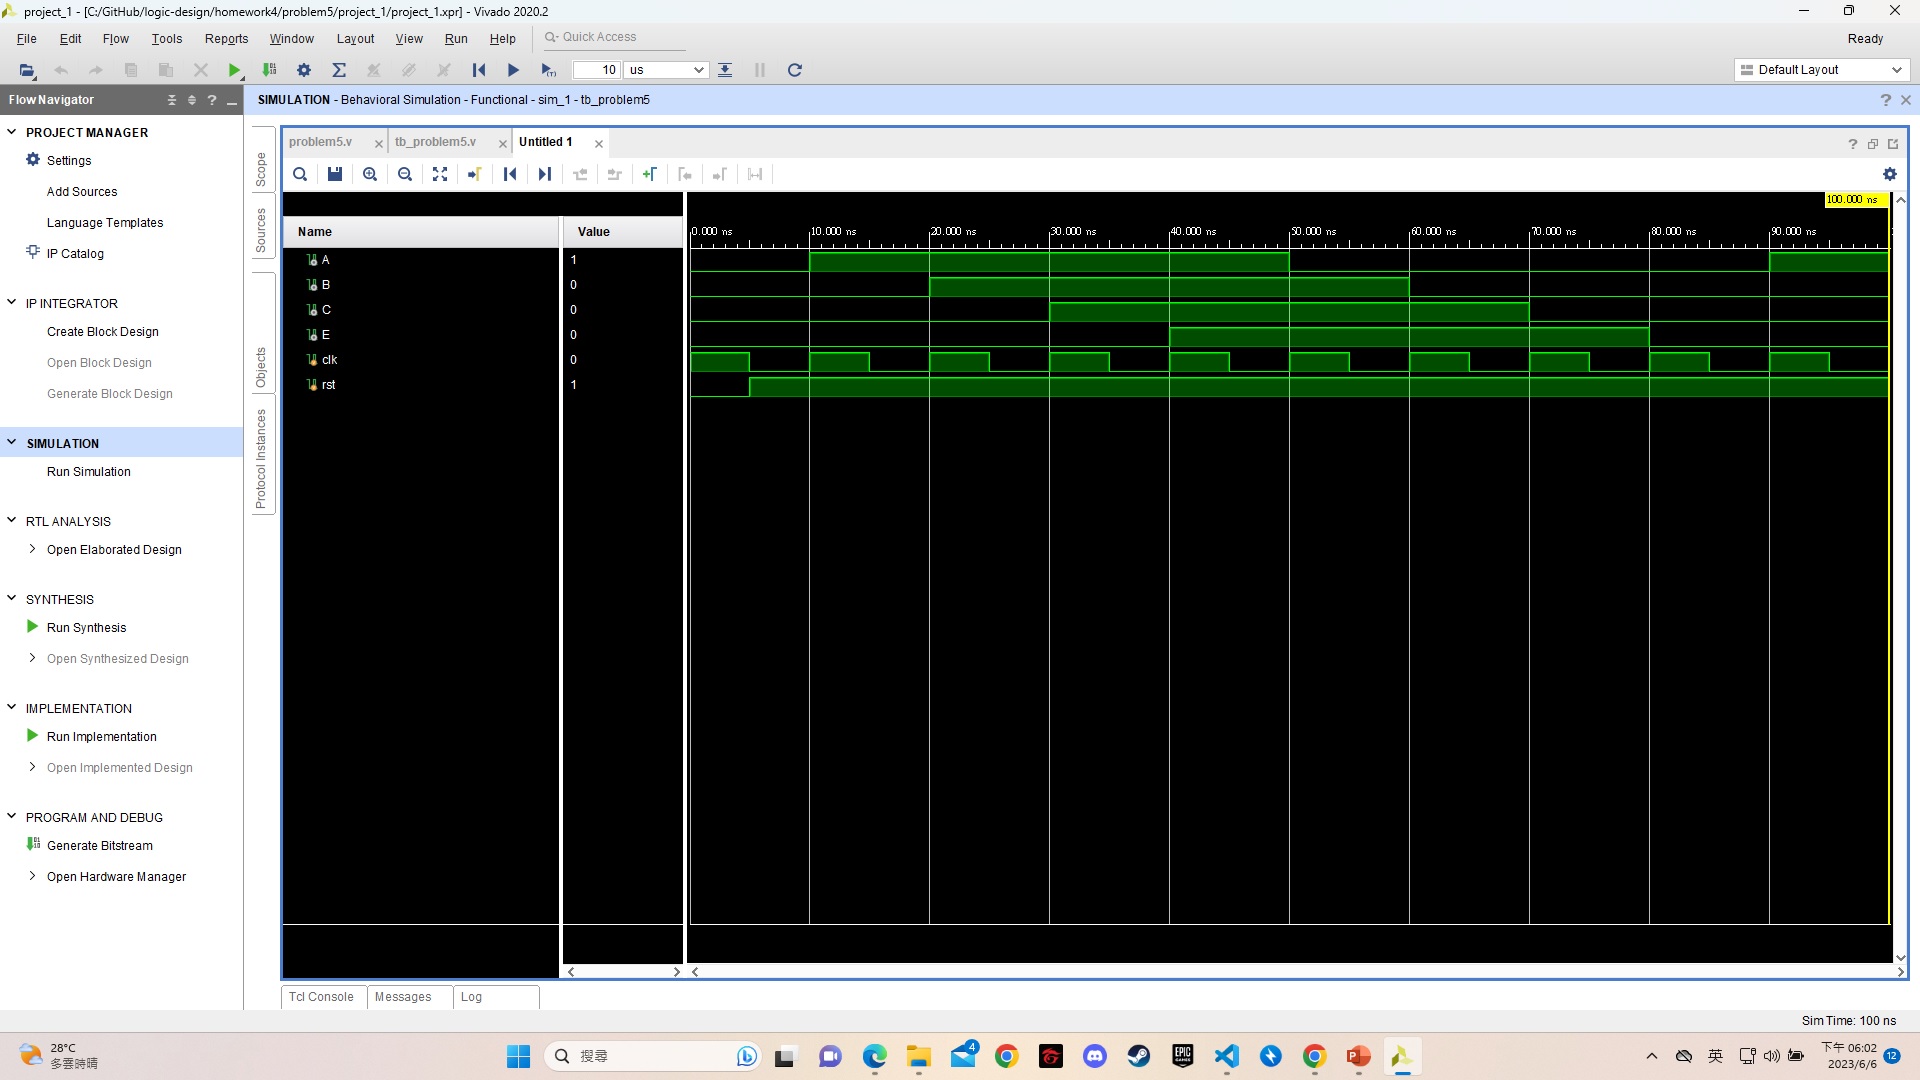 project_1 - [C:/GitHub/logic-design/homework4/problem5/project_1/project_1.xpr] - Vivado 2020.2
File Edit Flow Tools Reports Window Layout View Run Help Quick Access Ready
10 us Default Layout
Flow Navigator
SIMULATION - Behavioral Simulation - Functional - sim_1 - tb_problem5
PROJECT MANAGER
Settings
Add Sources
Language Templates
IP Catalog
IP INTEGRATOR
Create Block Design
Open Block Design
Generate Block Design
SIMULATION
Run Simulation
RTL ANALYSIS
Open Elaborated Design
SYNTHESIS
Run Synthesis
Open Synthesized Design
IMPLEMENTATION
Run Implementation
Open Implemented Design
PROGRAM AND DEBUG
Generate Bitstream
Open Hardware Manager
Scope
Sources
Objects
Protocol Instances
problem5.v tb_problem5.v Untitled 1
100.000 ns
Name Value
0.000 ns 10.000 ns 20.000 ns 30.000 ns 40.000 ns 50.000 ns 60.000 ns 70.000 ns 80.000 ns 90.000 ns
A 1
B 0
C 0
E 0
clk 0
rst 1
Tcl Console Messages Log
Sim Time: 100 ns
28°C
多雲時晴
搜尋
4
EPIC GAMES
英
下午 06:02
2023/6/6
12